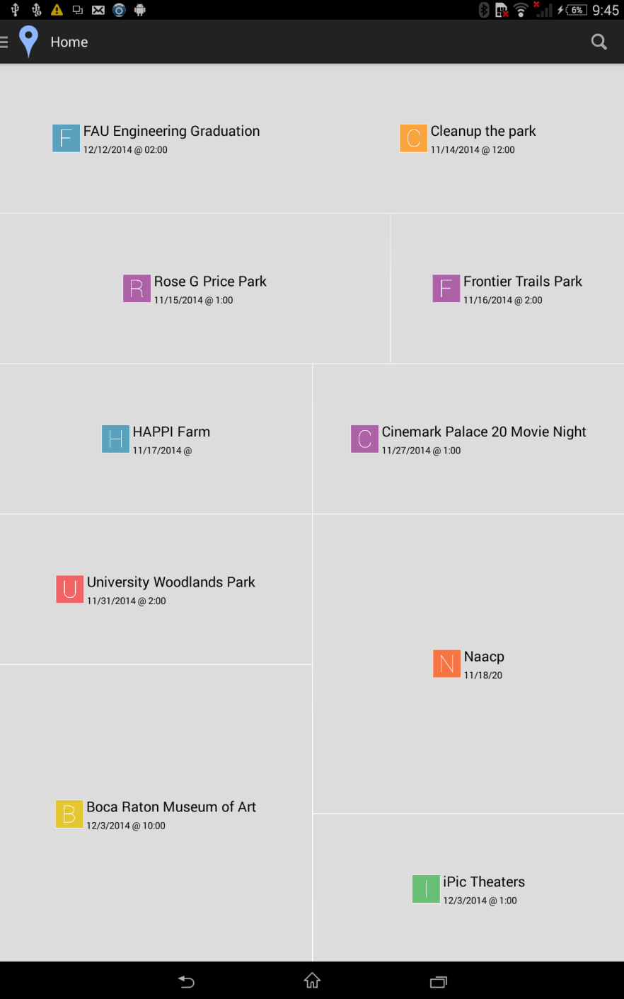 6% 9:45
Home
F FAU Engineering Graduation
12/12/2014 @ 02:00
C Cleanup the park
11/14/2014 @ 12:00
R Rose G Price Park
11/15/2014 @ 1:00
F Frontier Trails Park
11/16/2014 @ 2:00
H HAPPI Farm
11/17/2014 @
C Cinemark Palace 20 Movie Night
11/27/2014 @ 1:00
U University Woodlands Park
11/31/2014 @ 2:00
N Naacp
11/18/20
B Boca Raton Museum of Art
12/3/2014 @ 10:00
I iPic Theaters
12/3/2014 @ 1:00